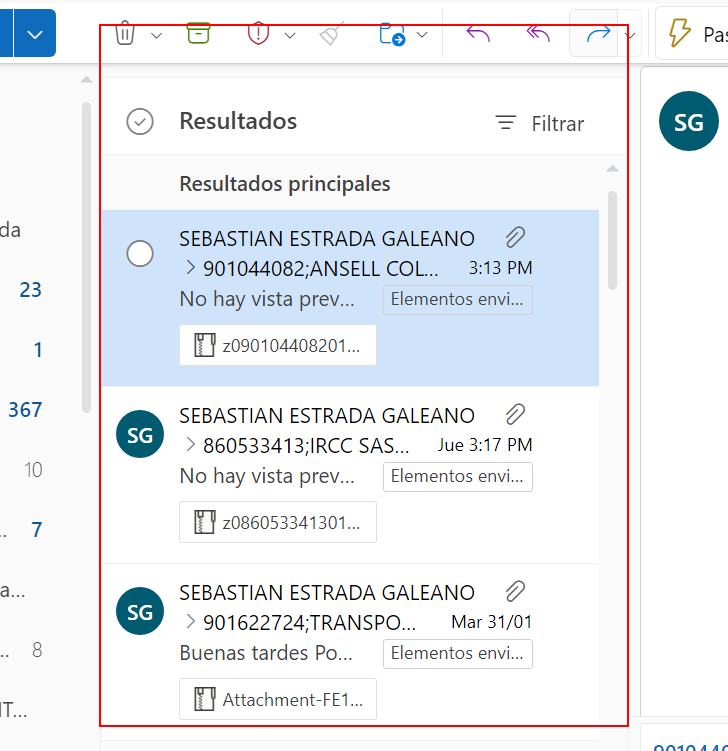 Pas
SG
Resultados
Filtrar
Resultados principales
da
23
1
367
10
7
a...
8
IT...
SEBASTIAN ESTRADA GALEANO
901044082;ANSELL COL... 3:13 PM
No hay vista prev... Elementos envi...
z090104408201...
SG
SEBASTIAN ESTRADA GALEANO
860533413;IRCC SAS... Jue 3:17 PM
No hay vista prev... Elementos envi...
z086053341301...
SG
SEBASTIAN ESTRADA GALEANO
901622724;TRANSPO... Mar 31/01
Buenas tardes Po... Elementos envi...
Attachment-FE1...